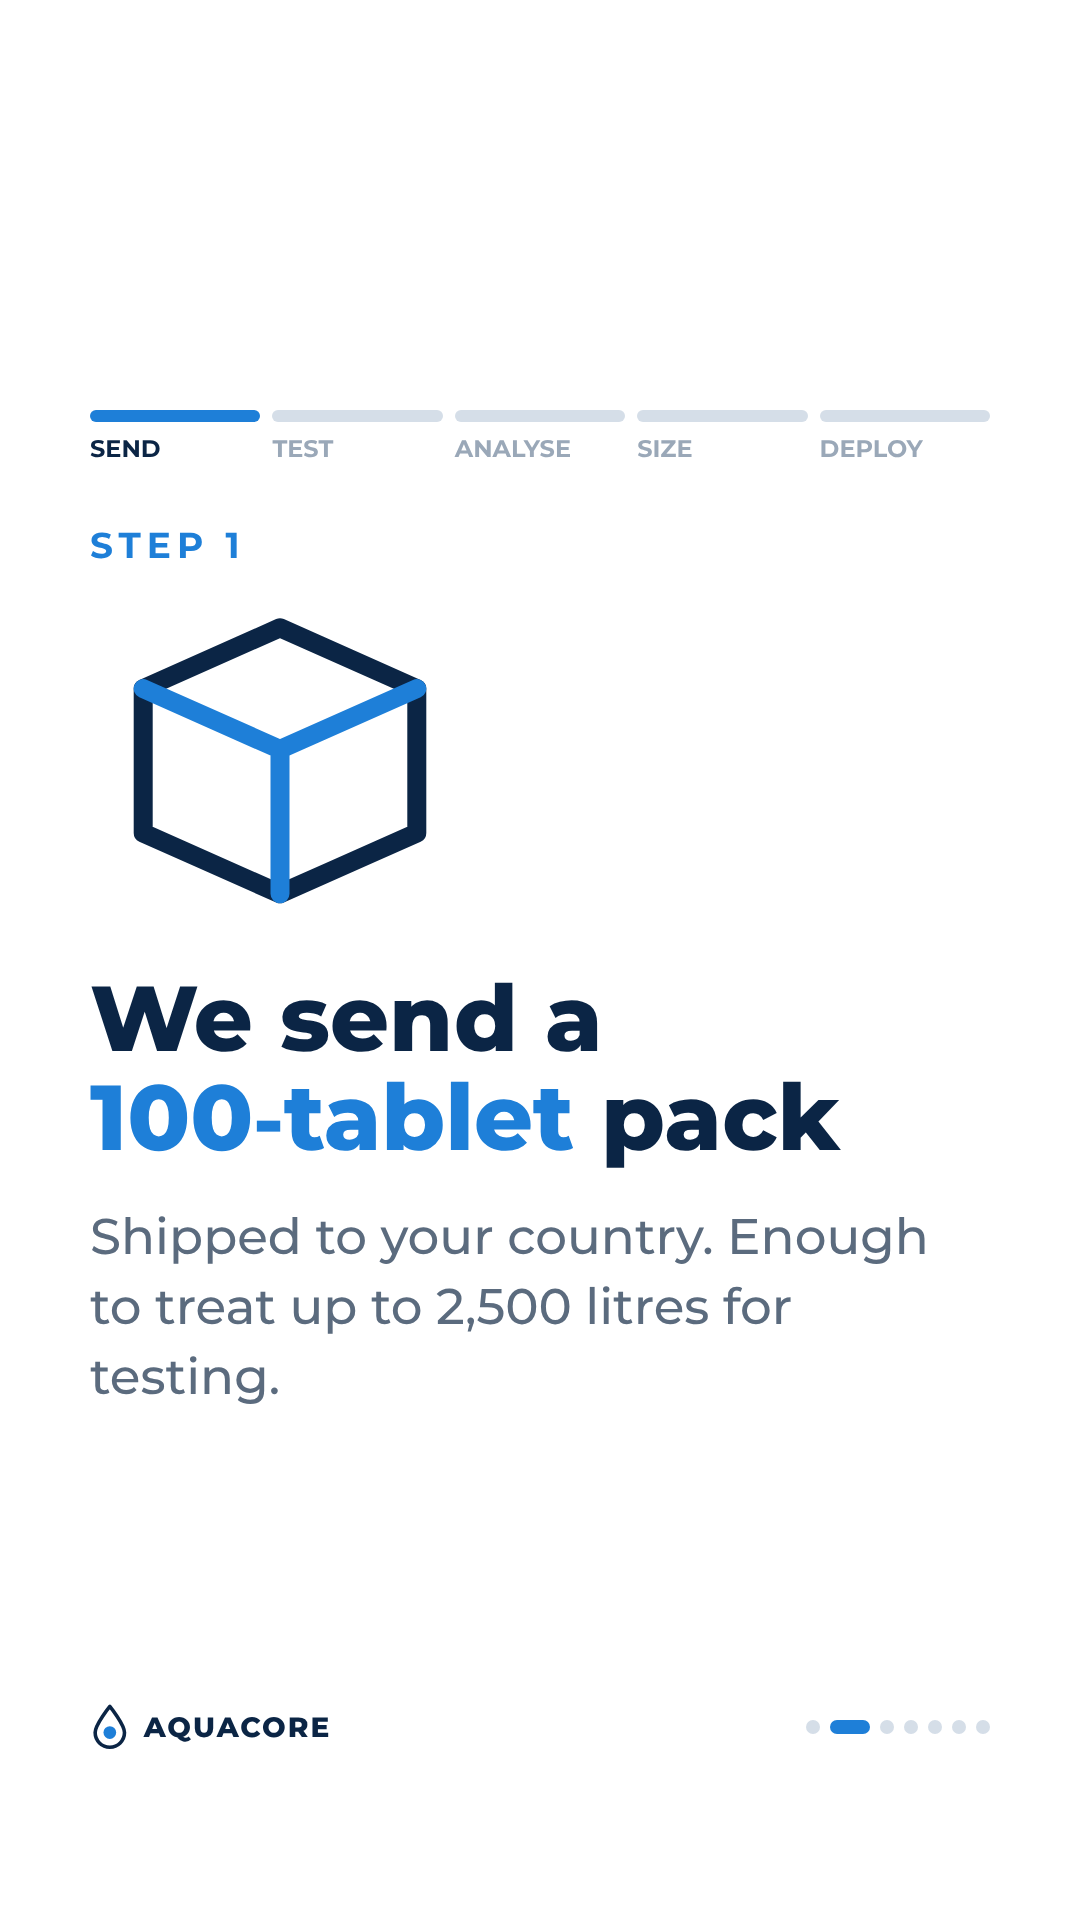 SEND TEST ANALYSE SIZE DEPLOY
STEP 1
We send a
100-tablet pack
Shipped to your country. Enough
to treat up to 2,500 litres for
testing.
AQUACORE